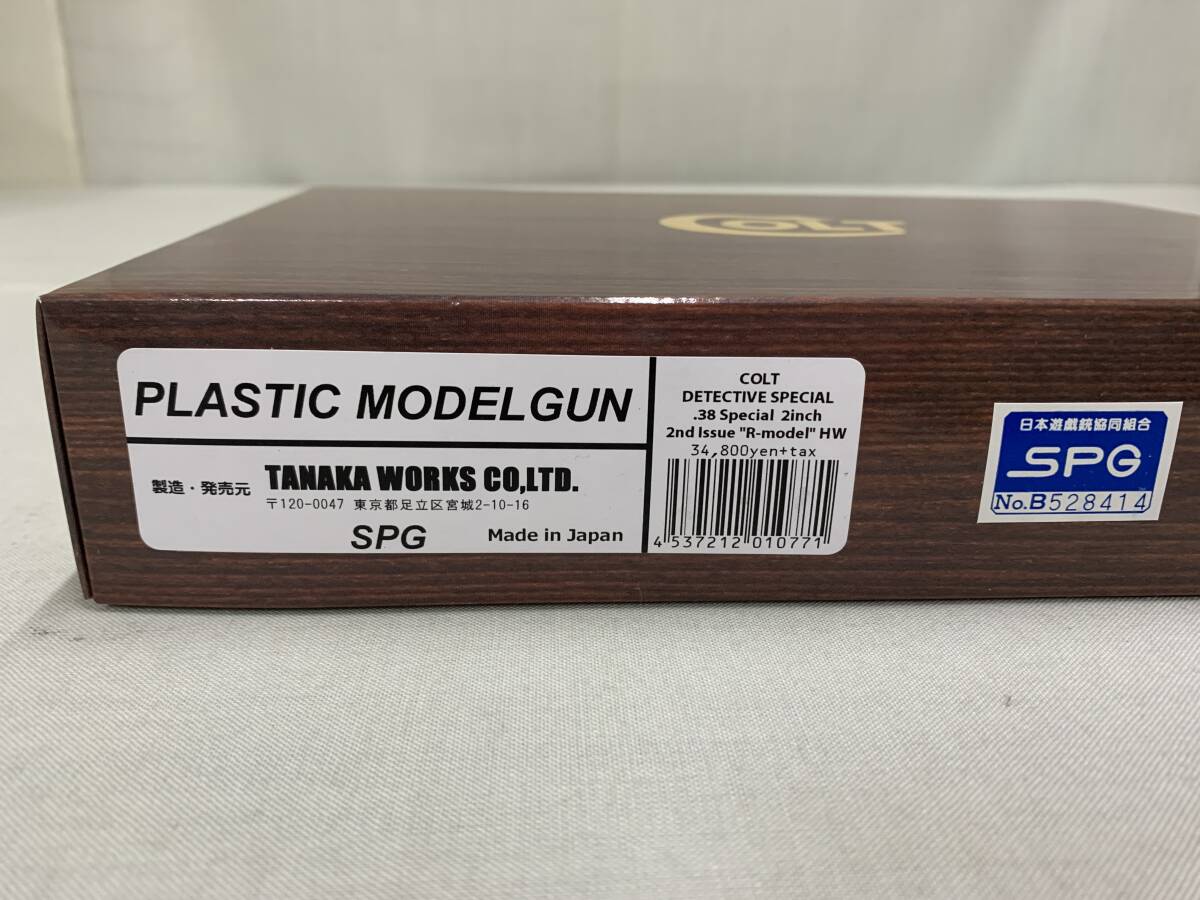 COLT
PLASTIC MODELGUN
製造・発売元 TANAKA WORKS CO,LTD.
〒120-0047 東京都足立区宮城2-10-16
SPG Made in Japan
COLT
DETECTIVE SPECIAL
.38 Special 2inch
2nd Issue "R-model" HW
34,800yen+tax
4 537212 010771
日本遊戯銃協同組合
SPG
No.B528414